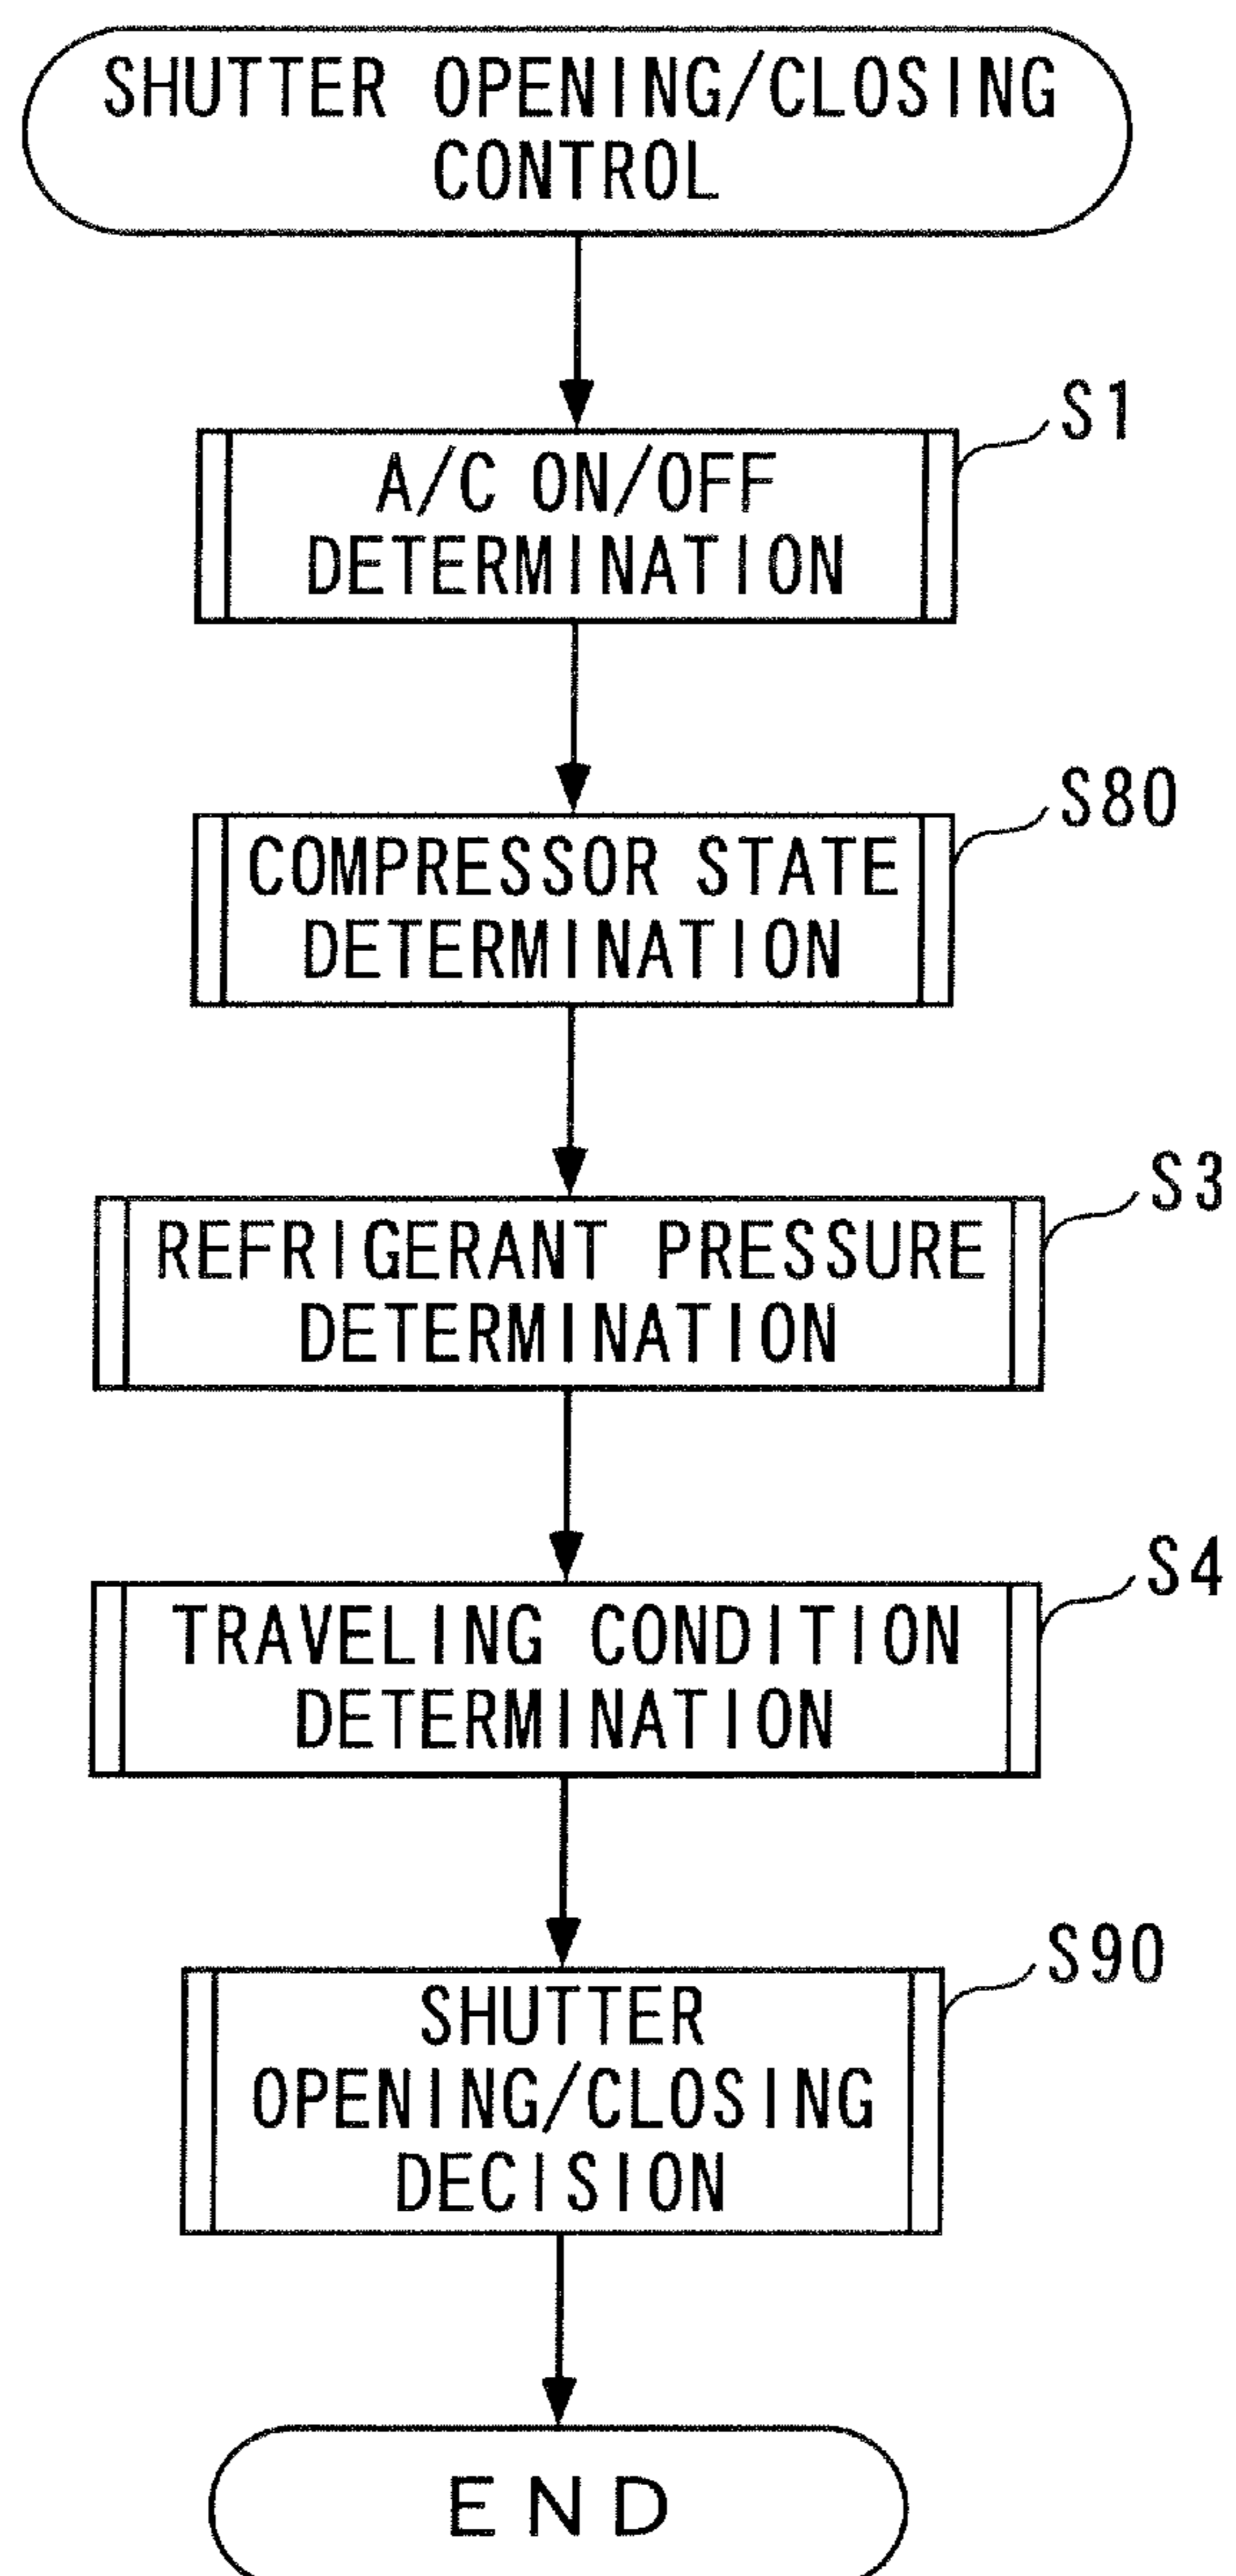 SHUTTER OPENING/CLOSING
CONTROL
S1
A/C ON/OFF
DETERMINATION
S80
COMPRESSOR STATE
DETERMINATION
S3
REFRIGERANT PRESSURE
DETERMINATION
S4
TRAVELING CONDITION
DETERMINATION
S90
SHUTTER
OPENING/CLOSING
DECISION
END